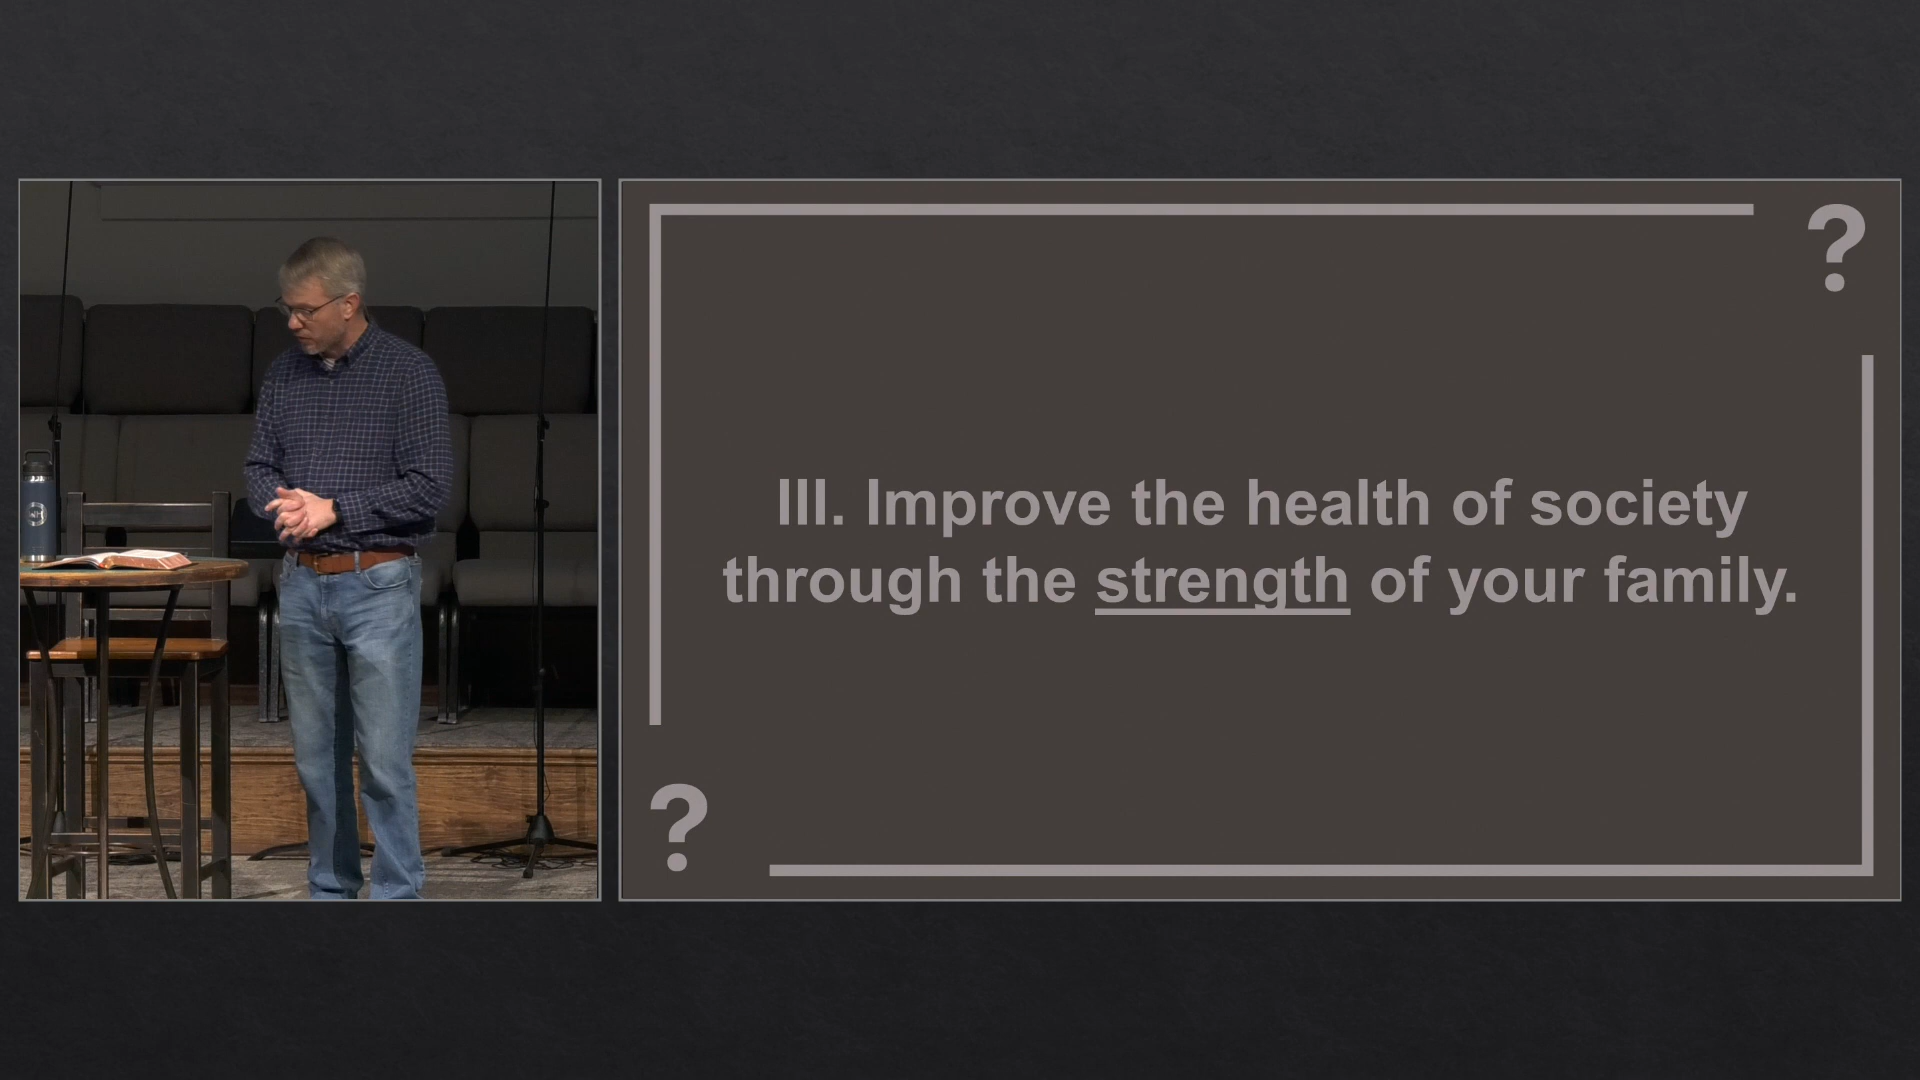 ?
III. Improve the health of society
through the strength of your family.
?